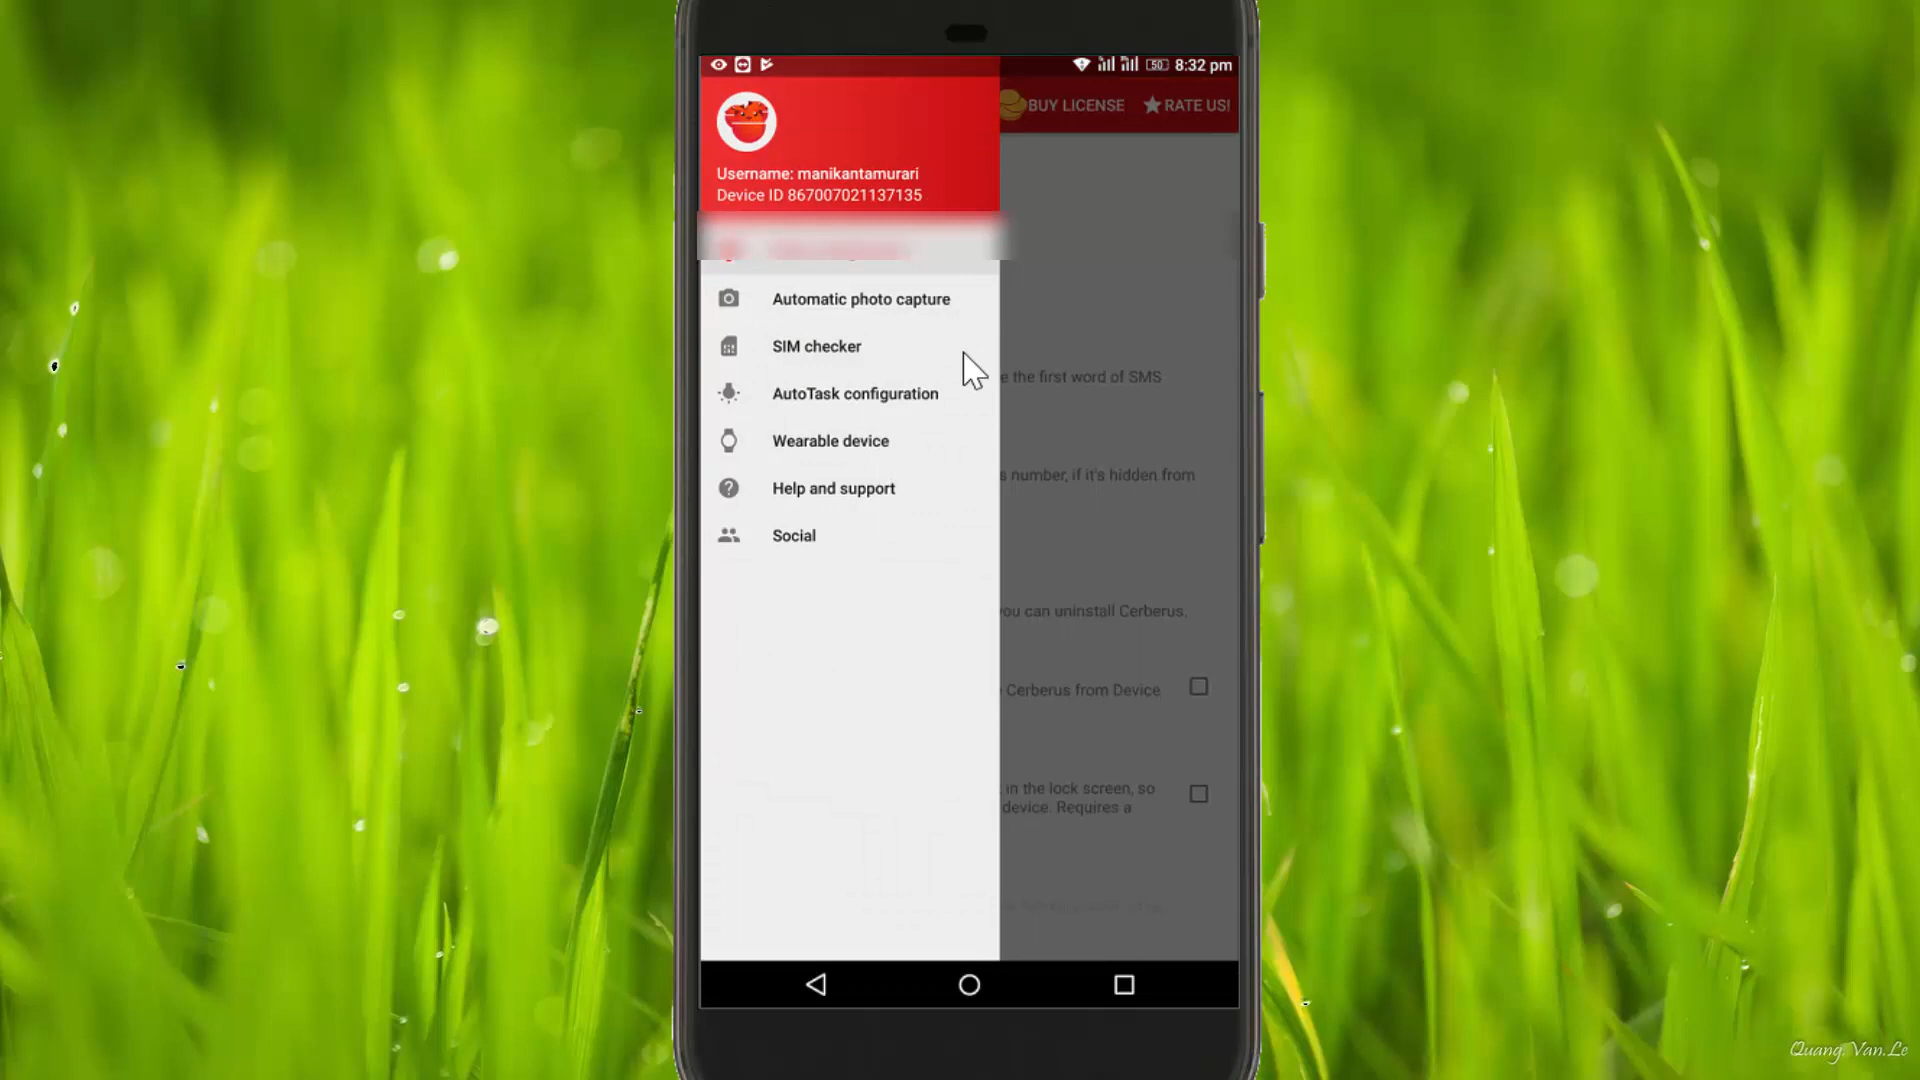 8:32 pm
BUY LICENSE
RATE US!
Username: manikantamurari
Device ID 867007021137135
Automatic photo capture
SIM checker
AutoTask configuration
Wearable device
Help and support
Social
e the first word of SMS
s number, if it's hidden from
you can uninstall Cerberus,
Cerberus from Device
in the lock screen, so
device. Requires a
50
Quang.Van.Le